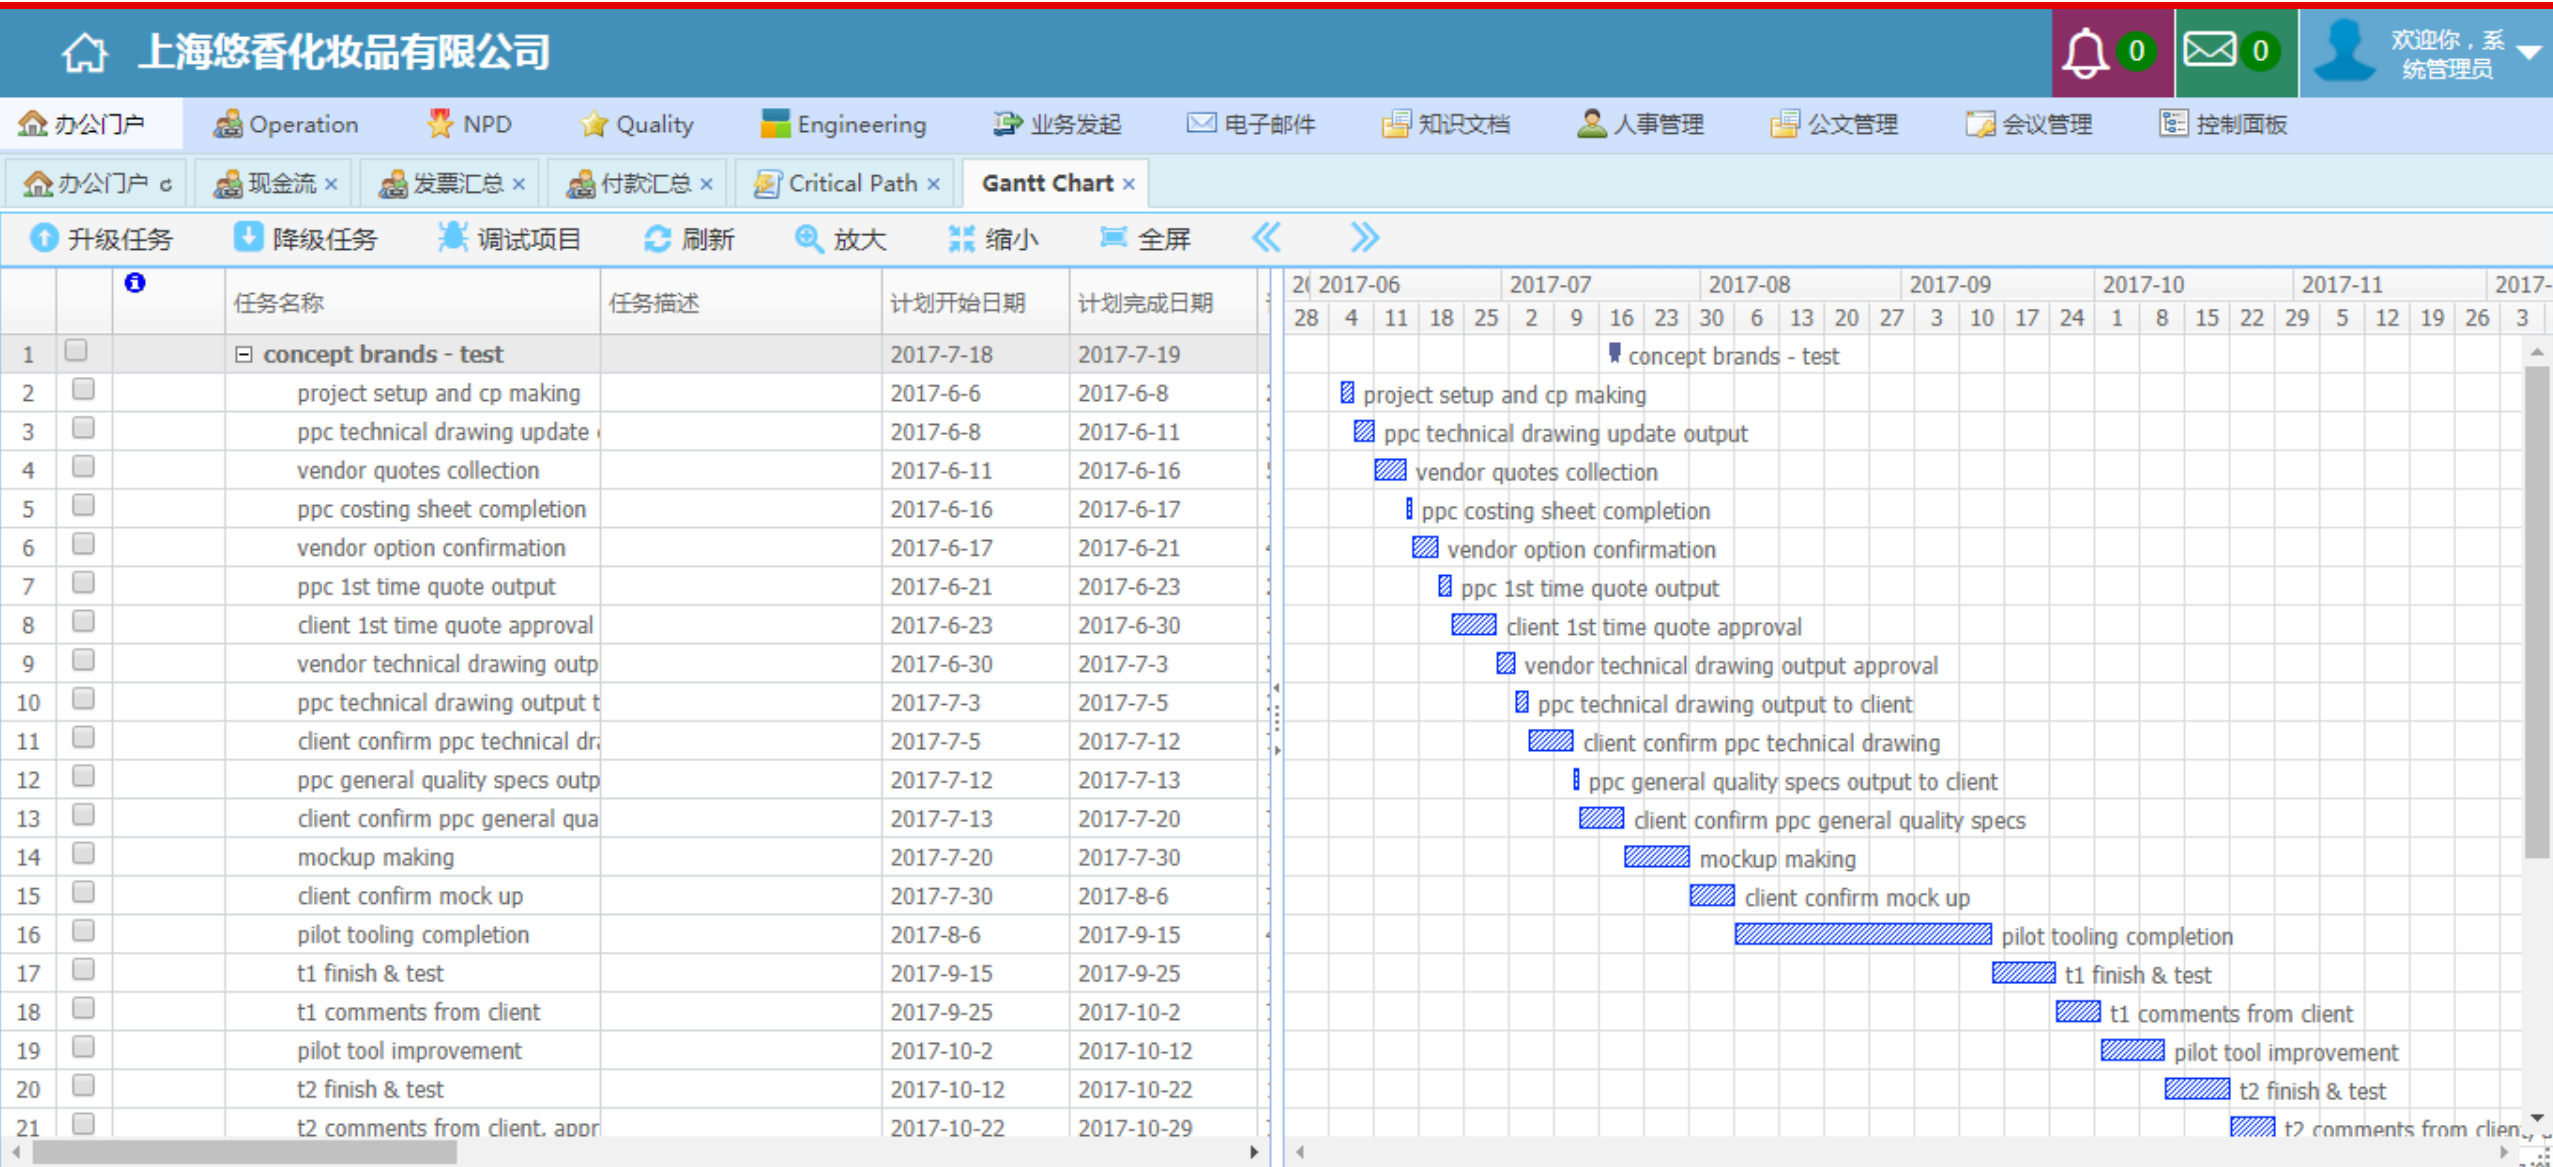 上海悠香化妆品有限公司
0
0
欢迎你，系
统管理员
办公门户 Operation NPD Quality Engineering 业务发起 电子邮件 知识文档 人事管理 公文管理 会议管理 控制面板
办公门户 现金流 × 发票汇总 × 付款汇总 × Critical Path × Gantt Chart ×
升级任务 降级任务 调试项目 刷新 放大 缩小 全屏
任务名称 任务描述 计划开始日期 计划完成日期
2017-06 2017-07 2017-08 2017-09 2017-10 2017-11 2017-
28 4 11 18 25 2 9 16 23 30 6 13 20 27 3 10 17 24 1 8 15 22 29 5 12 19 26 3
1 concept brands - test 2017-7-18 2017-7-19 concept brands - test
2 project setup and cp making 2017-6-6 2017-6-8 project setup and cp making
3 ppc technical drawing update 2017-6-8 2017-6-11 ppc technical drawing update output
4 vendor quotes collection 2017-6-11 2017-6-16 vendor quotes collection
5 ppc costing sheet completion 2017-6-16 2017-6-17 ppc costing sheet completion
6 vendor option confirmation 2017-6-17 2017-6-21 vendor option confirmation
7 ppc 1st time quote output 2017-6-21 2017-6-23 ppc 1st time quote output
8 client 1st time quote approval 2017-6-23 2017-6-30 client 1st time quote approval
9 vendor technical drawing outp 2017-6-30 2017-7-3 vendor technical drawing output approval
10 ppc technical drawing output t 2017-7-3 2017-7-5 ppc technical drawing output to client
11 client confirm ppc technical dra 2017-7-5 2017-7-12 client confirm ppc technical drawing
12 ppc general quality specs outp 2017-7-12 2017-7-13 ppc general quality specs output to client
13 client confirm ppc general qua 2017-7-13 2017-7-20 client confirm ppc general quality specs
14 mockup making 2017-7-20 2017-7-30 mockup making
15 client confirm mock up 2017-7-30 2017-8-6 client confirm mock up
16 pilot tooling completion 2017-8-6 2017-9-15 pilot tooling completion
17 t1 finish & test 2017-9-15 2017-9-25 t1 finish & test
18 t1 comments from client 2017-9-25 2017-10-2 t1 comments from client
19 pilot tool improvement 2017-10-2 2017-10-12 pilot tool improvement
20 t2 finish & test 2017-10-12 2017-10-22 t2 finish & test
21 t2 comments from client, appr 2017-10-22 2017-10-29 t2 comments from client,